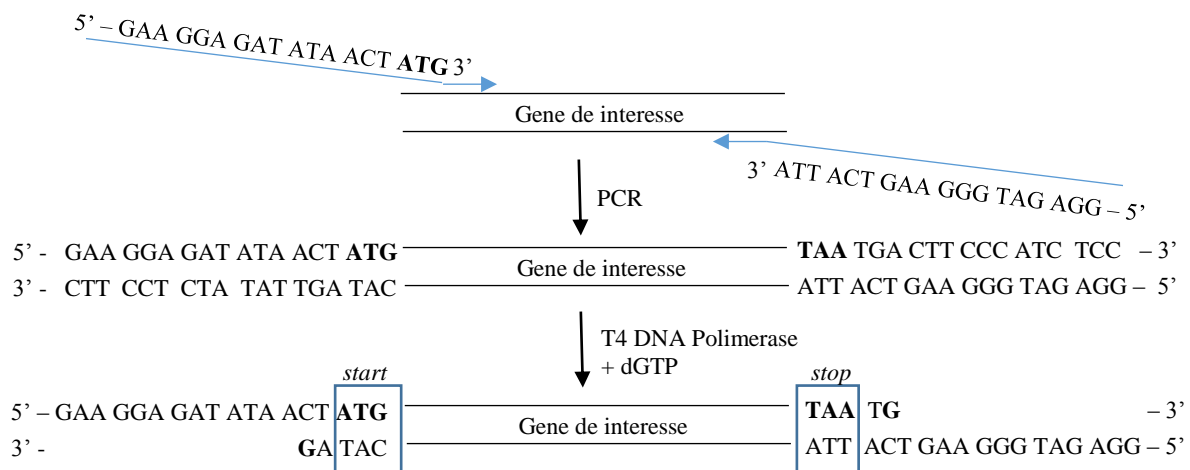 5’ – GAA GGA GAT ATA ACT ATG 3’
Gene de interesse
3’ ATT ACT GAA GGG TAG AGG – 5’
PCR
5’ - GAA GGA GAT ATA ACT ATG TAA TGA CTT CCC ATC TCC – 3’
Gene de interesse
3’ - CTT CCT CTA TAT TGA TAC ATT ACT GAA GGG TAG AGG – 5’
T4 DNA Polimerase
+ dGTP
start stop
5’ – GAA GGA GAT ATA ACT ATG TAA TG – 3’
Gene de interesse
3’ - GA TAC ATT ACT GAA GGG TAG AGG – 5’